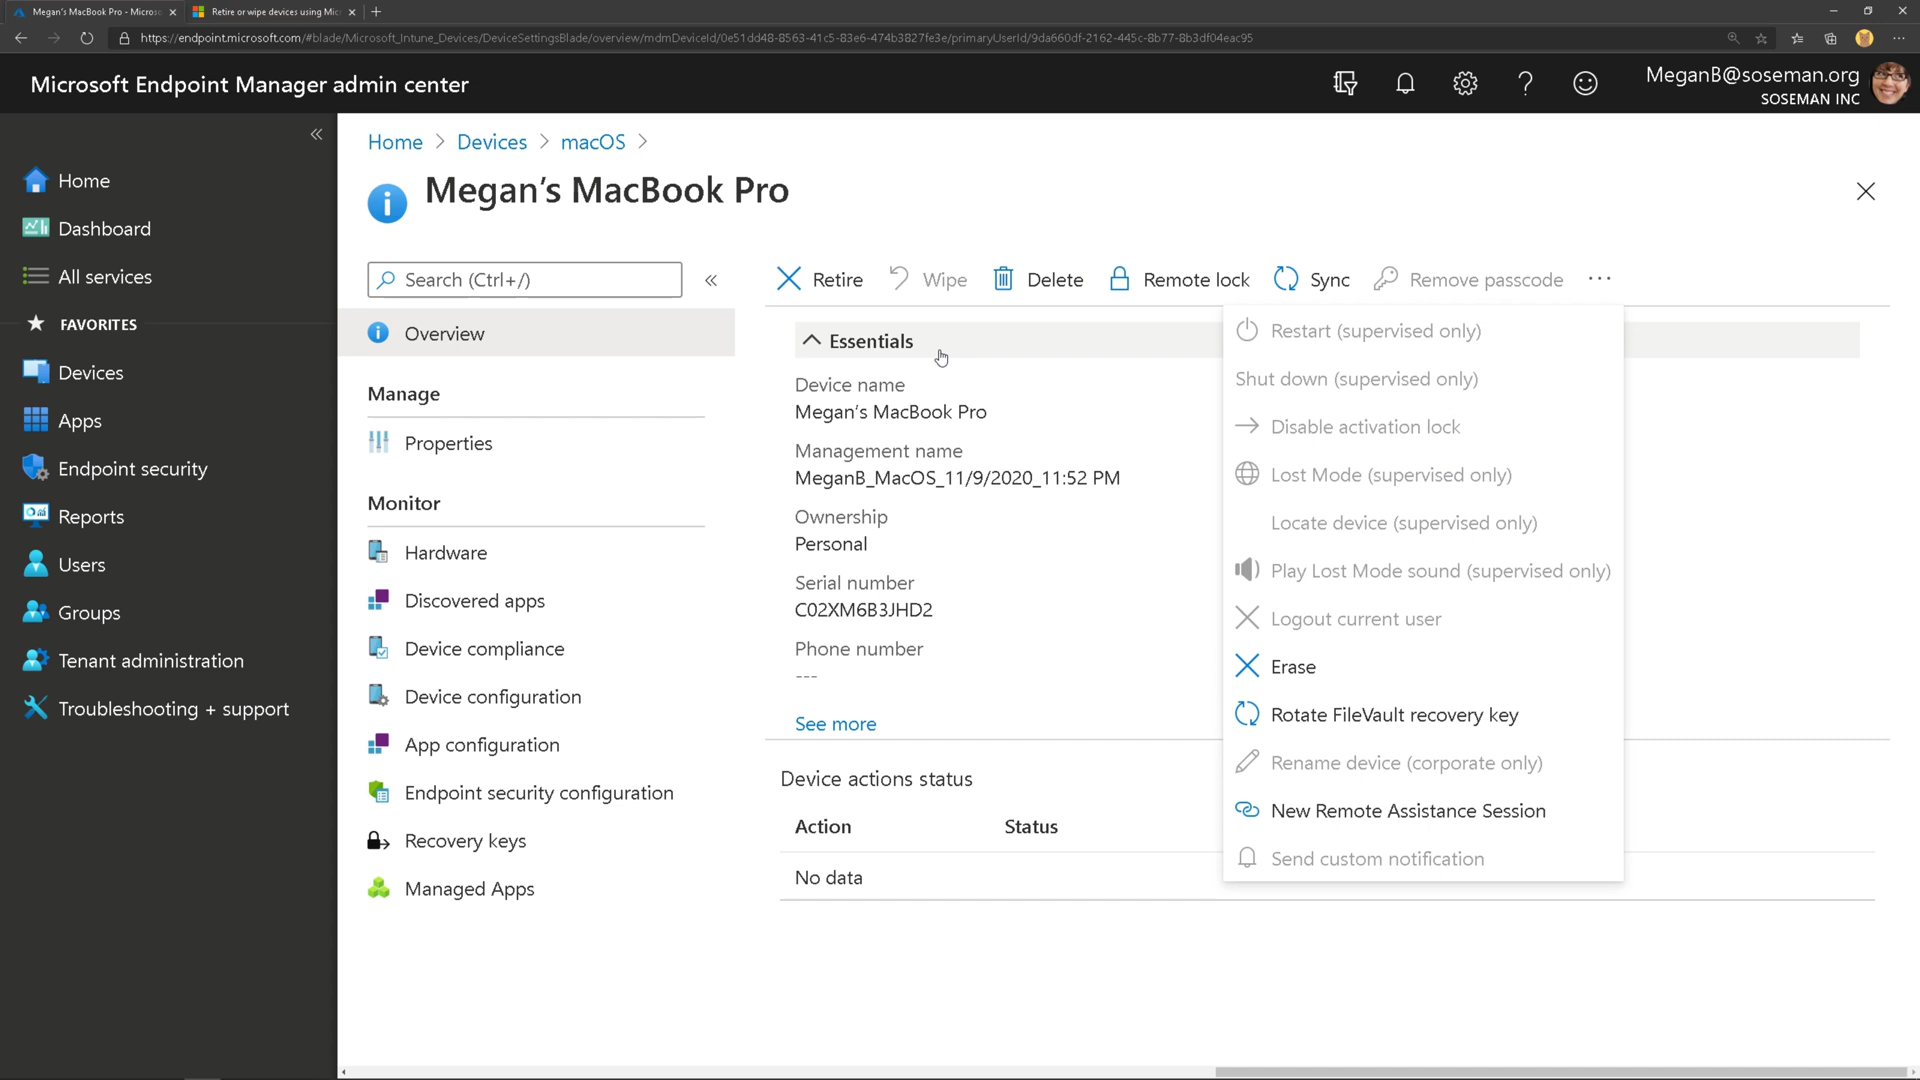 Megan's MacBook Pro - Micros
Retire or wipe devices using Mic
https://endpoint.microsoft.com/#blade/Microsoft_Intune_Devices/DeviceSettingsBlade/overview/mdmDeviceId/0e51dd48-8563-41c5-83e6-474b3827fe3e/primaryUserId/9da660df-2162-445c-8b77-8b3df04eac95
Microsoft Endpoint Manager admin center
MeganB@soseman.org
SOSEMAN INC
Home
Dashboard
All services
FAVORITES
Devices
Apps
Endpoint security
Reports
Users
Groups
Tenant administration
Troubleshooting + support
Home > Devices > macOS >
Megan's MacBook Pro
Search (Ctrl+/)
Overview
Manage
Properties
Monitor
Hardware
Discovered apps
Device compliance
Device configuration
App configuration
Endpoint security configuration
Recovery keys
Managed Apps
Retire Wipe Delete Remote lock Sync Remove passcode ...
Essentials
Device name
Megan's MacBook Pro
Management name
MeganB_MacOS_11/9/2020_11:52 PM
Ownership
Personal
Serial number
C02XM6B3JHD2
Phone number
---
See more
Device actions status
Action Status
No data
Restart (supervised only)
Shut down (supervised only)
Disable activation lock
Lost Mode (supervised only)
Locate device (supervised only)
Play Lost Mode sound (supervised only)
Logout current user
Erase
Rotate FileVault recovery key
Rename device (corporate only)
New Remote Assistance Session
Send custom notification